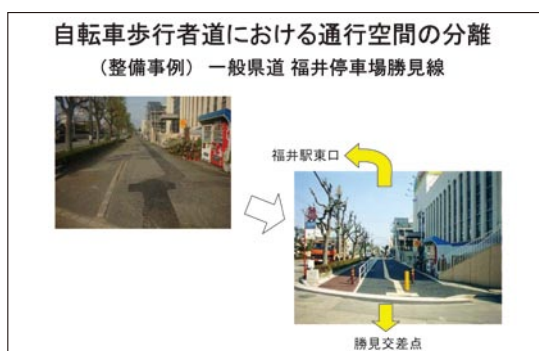 自転車歩行者道における通行空間の分離
（整備事例） 一般県道 福井停車場勝見線
福井駅東口
勝見交差点